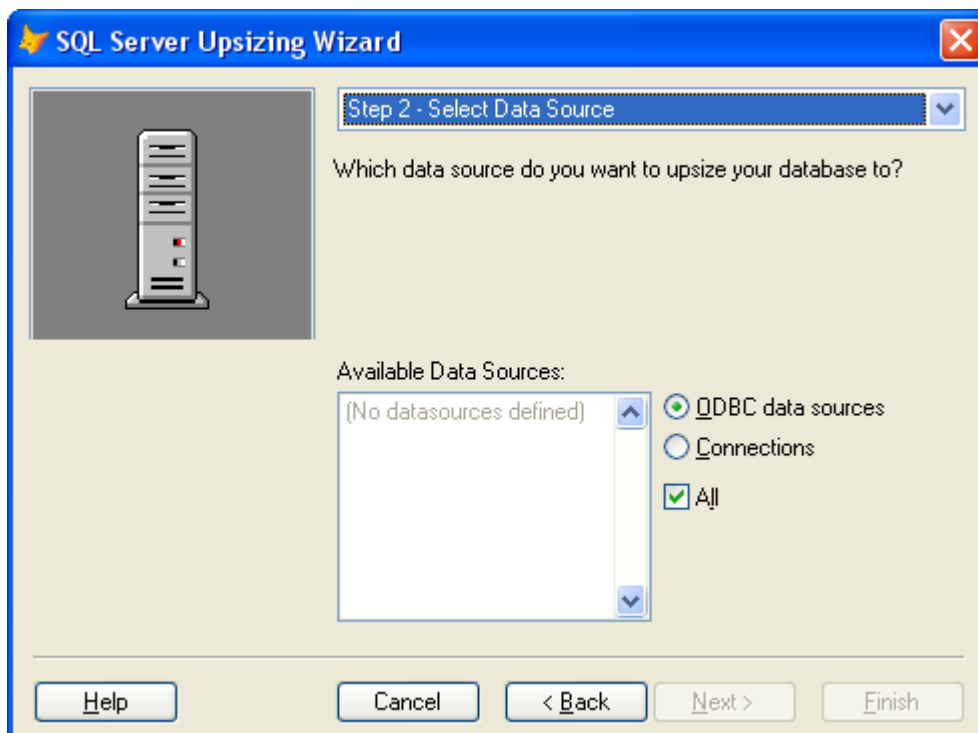 SQL Server Upsizing Wizard
Step 2 - Select Data Source
Which data source do you want to upsize your database to?
Available Data Sources:
(No datasources defined)
ODBC data sources
Connections
All
Help
Cancel
< Back
Next >
Finish